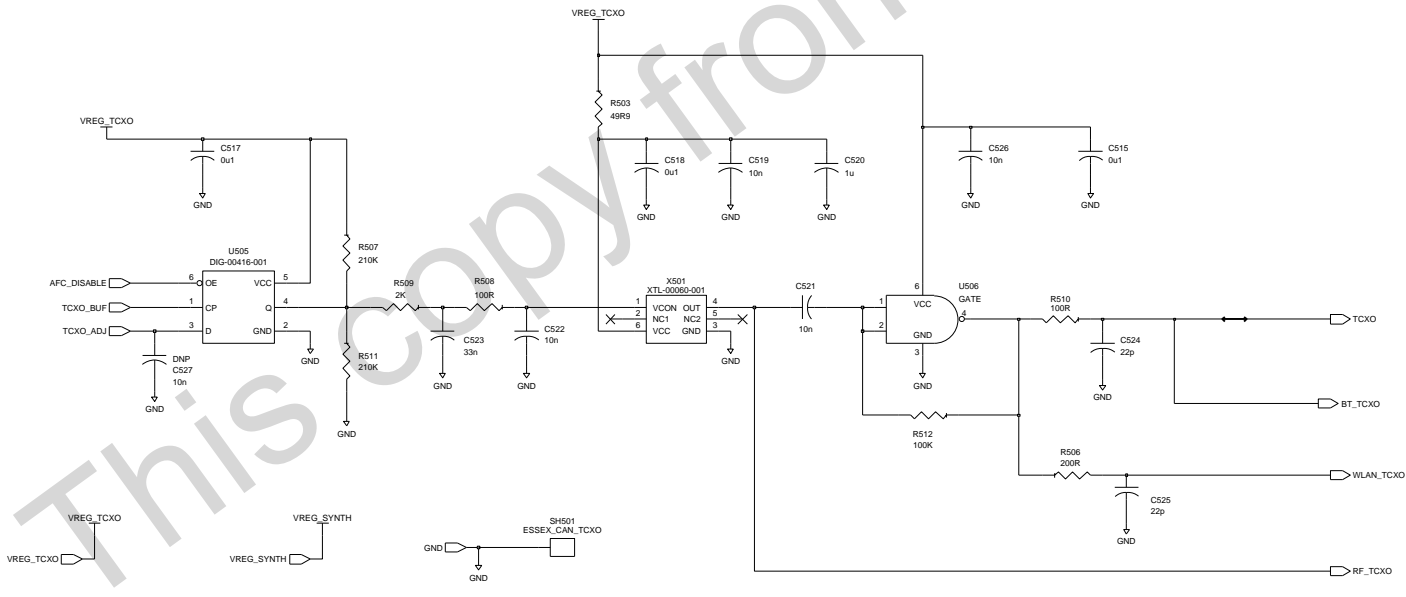 VREG_TCXO
R503
49R9
VREG_TCXO
C517
0u1
GND
C518
0u1
GND
C519
10n
GND
C520
1u
GND
C526
10n
GND
C515
0u1
GND
U505
DIG-00416-001
AFC_DISABLE
6
OE
VCC
5
TCXO_BUF
1
CP
Q
4
TCXO_ADJ
3
D
GND
2
GND
DNP
C527
10n
GND
R507
210K
R511
210K
GND
R509
2K
C523
33n
GND
R508
100R
C522
10n
GND
X501
XTL-00060-001
1
VCON
OUT
4
2
NC1
NC2
5
6
VCC
GND
3
GND
C521
10n
U506
GATE
6
VCC
1
2
4
GND
3
GND
R510
100R
C524
22p
GND
TCXO
BT_TCXO
R512
100K
R506
200R
C525
22p
GND
WLAN_TCXO
RF_TCXO
VREG_TCXO
VREG_TCXO
VREG_SYNTH
VREG_SYNTH
SH501
ESSEX_CAN_TCXO
GND
GND
This copy from